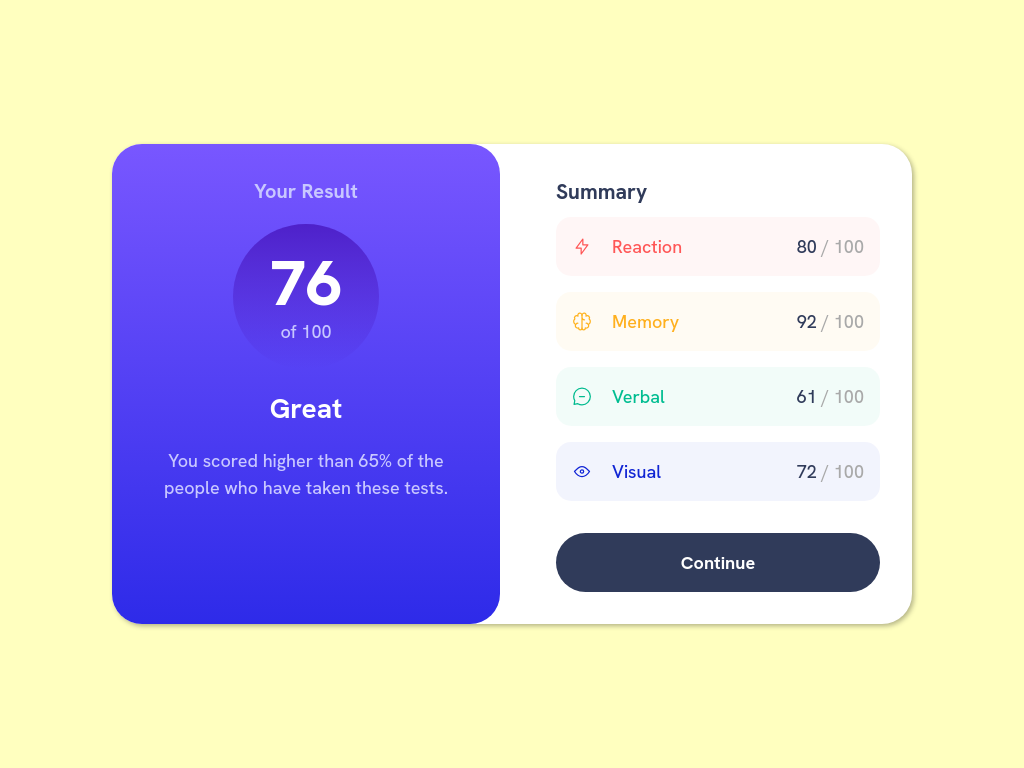 Your Result
76
of 100
Great
You scored higher than 65% of the
people who have taken these tests.
Summary
Reaction 80 / 100
Memory 92 / 100
Verbal 61 / 100
Visual 72 / 100
Continue